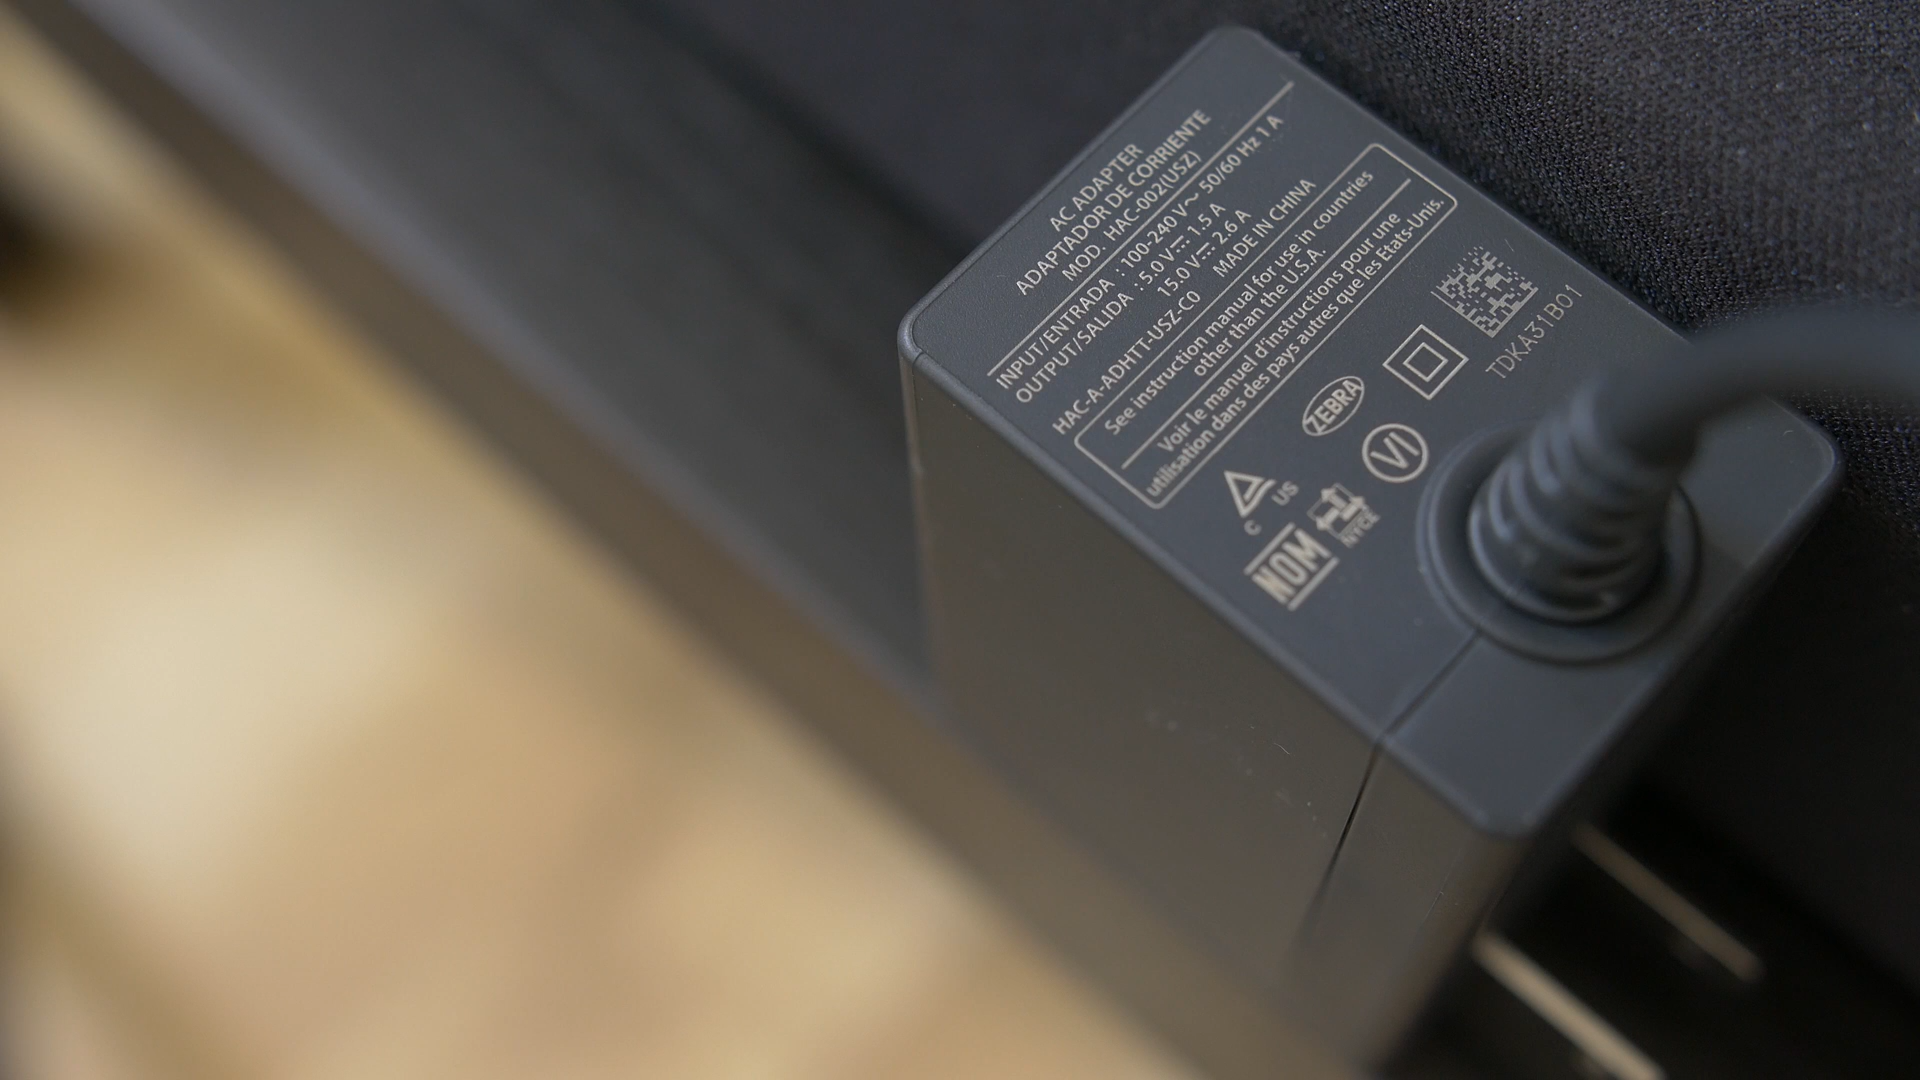 AC ADAPTER
ADAPTADOR DE CORRIENTE
MOD. HAC-002(USZ)
INPUT/ENTRADA : 100-240 V～ 50/60 Hz 1 A
OUTPUT/SALIDA : 5.0 V⎓ 1.5 A
15.0 V⎓ 2.6 A
HAC-A-ADHTT-USZ-C0 MADE IN CHINA
See instruction manual for use in countries
other than the U.S.A.
Voir le manuel d'instructions pour une
utilisation dans des pays autres que les Etats-Unis.
TDKA31B01
ZEBRA
VI
C US
NOM
NYCE